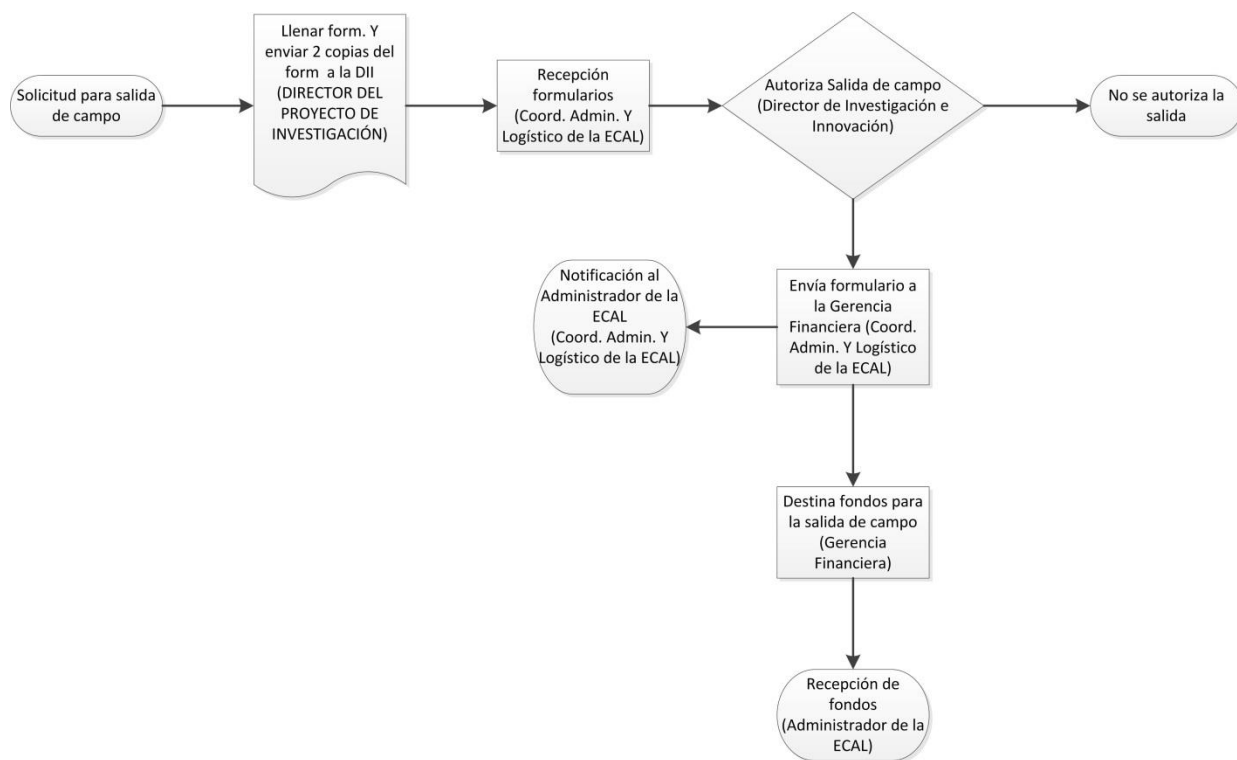 Solicitud para salida
de campo
Llenar form. Y
enviar 2 copias del
form  a la DII
(DIRECTOR DEL
PROYECTO DE
INVESTIGACIÓN)
Recepción
formularios
(Coord. Admin. Y
Logístico de la ECAL)
Autoriza Salida de campo
(Director de Investigación e
Innovación)
No se autoriza la
salida
Notificación al
Administrador de la
ECAL
(Coord. Admin. Y
Logístico de la ECAL)
Envía formulario a
la Gerencia
Financiera (Coord.
Admin. Y Logístico
de la ECAL)
Destina fondos para
la salida de campo
(Gerencia
Financiera)
Recepción de
fondos
(Administrador de la
ECAL)